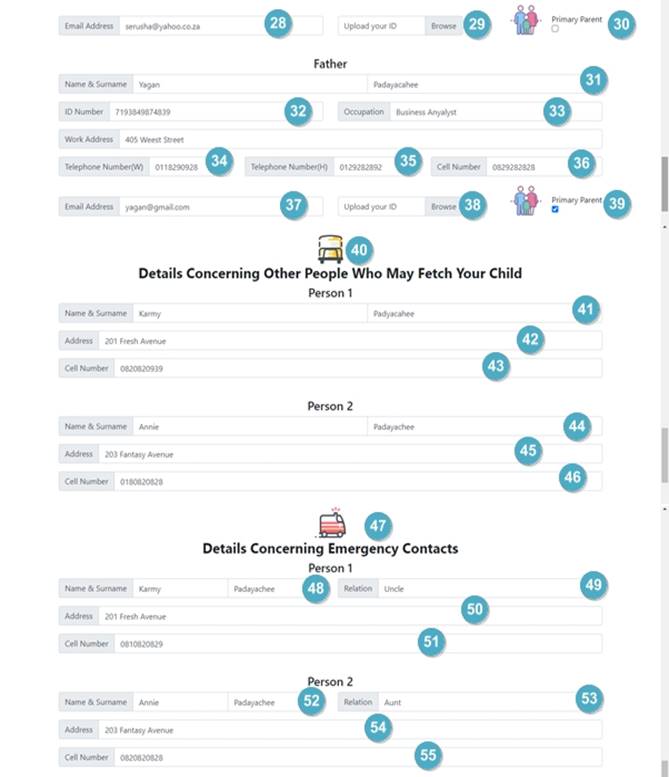 Email Address serusha@yahoo.co.za 28 Upload your ID Browse 29 Primary Parent 30
Father
Name & Surname Yagan Padayacahee 31
ID Number 7193849874839 32 Occupation Business Anyalyst 33
Work Address 405 Weest Street
Telephone Number(W) 0118290928 34 Telephone Number(H) 0129282892 35 Cell Number 0829282828 36
Email Address yagan@gmail.com 37 Upload your ID Browse 38 Primary Parent 39
40
Details Concerning Other People Who May Fetch Your Child
Person 1
Name & Surname Karmy Padyacahee 41
Address 201 Fresh Avenue 42
Cell Number 0820820939 43
Person 2
Name & Surname Annie Padayachee 44
Address 203 Fantasy Avenue 45
Cell Number 0180820828 46
47
Details Concerning Emergency Contacts
Person 1
Name & Surname Karmy Padayachee 48 Relation Uncle 49
Address 201 Fresh Avenue 50
Cell Number 0810820829 51
Person 2
Name & Surname Annie Padayachee 52 Relation Aunt 53
Address 203 Fantasy Avenue 54
Cell Number 0820820828 55